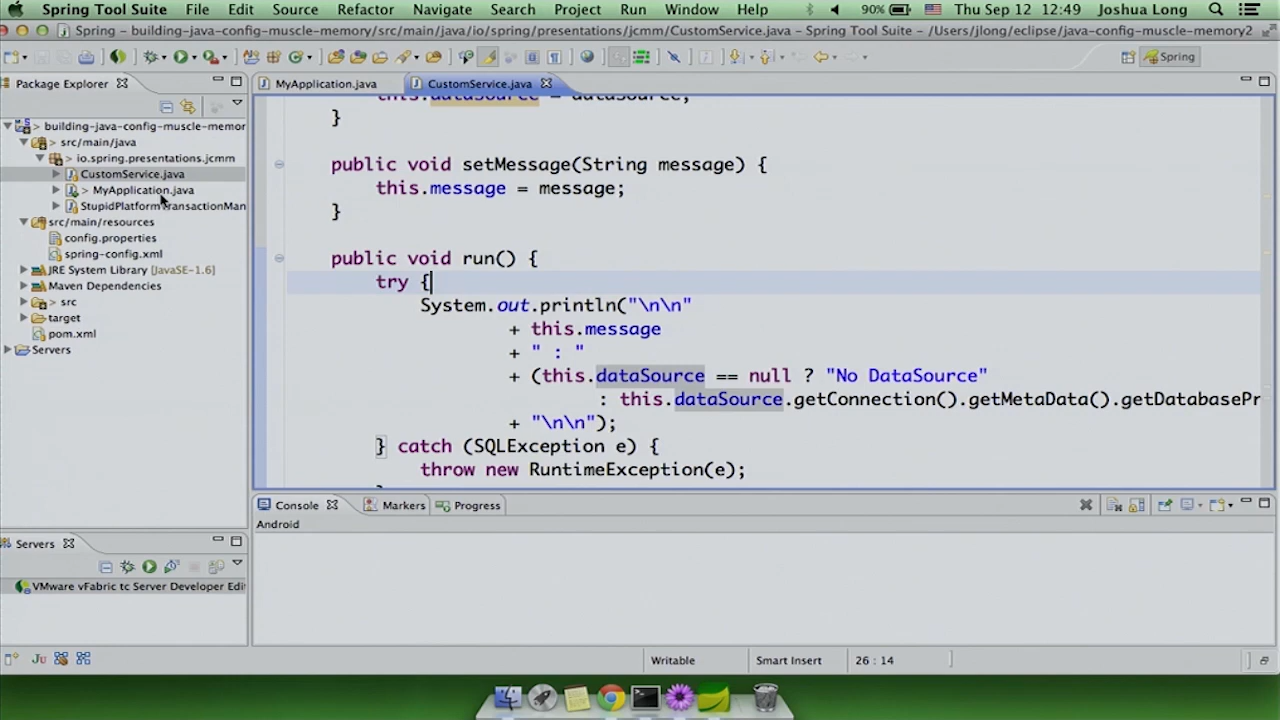 Spring Tool Suite File Edit Source Refactor Navigate Search Project Run Window Help 90% Thu Sep 12 12:49 Joshua Long
Spring - building-java-config-muscle-memory/src/main/java/io/spring/presentations/jcmm/CustomService.java - Spring Tool Suite - /Users/jlong/eclipse/java-config-muscle-memory2
Spring
Package Explorer
MyApplication.java CustomService.java
> building-java-config-muscle-memor
> src/main/java
> io.spring.presentations.jcmm
CustomService.java
> MyApplication.java
StupidPlatformTransactionMan
src/main/resources
config.properties
spring-config.xml
JRE System Library [JavaSE-1.6]
Maven Dependencies
> src
target
pom.xml
Servers
this.dataSource = dataSource;
}
public void setMessage(String message) {
this.message = message;
}
public void run() {
try {
System.out.println("\n\n"
+ this.message
+ " : "
+ (this.dataSource == null ? "No DataSource"
: this.dataSource.getConnection().getMetaData().getDatabasePr
+ "\n\n");
} catch (SQLException e) {
throw new RuntimeException(e);
Console Markers Progress
Android
Servers
VMware vFabric tc Server Developer Edi
Ju
Writable Smart Insert 26 : 14